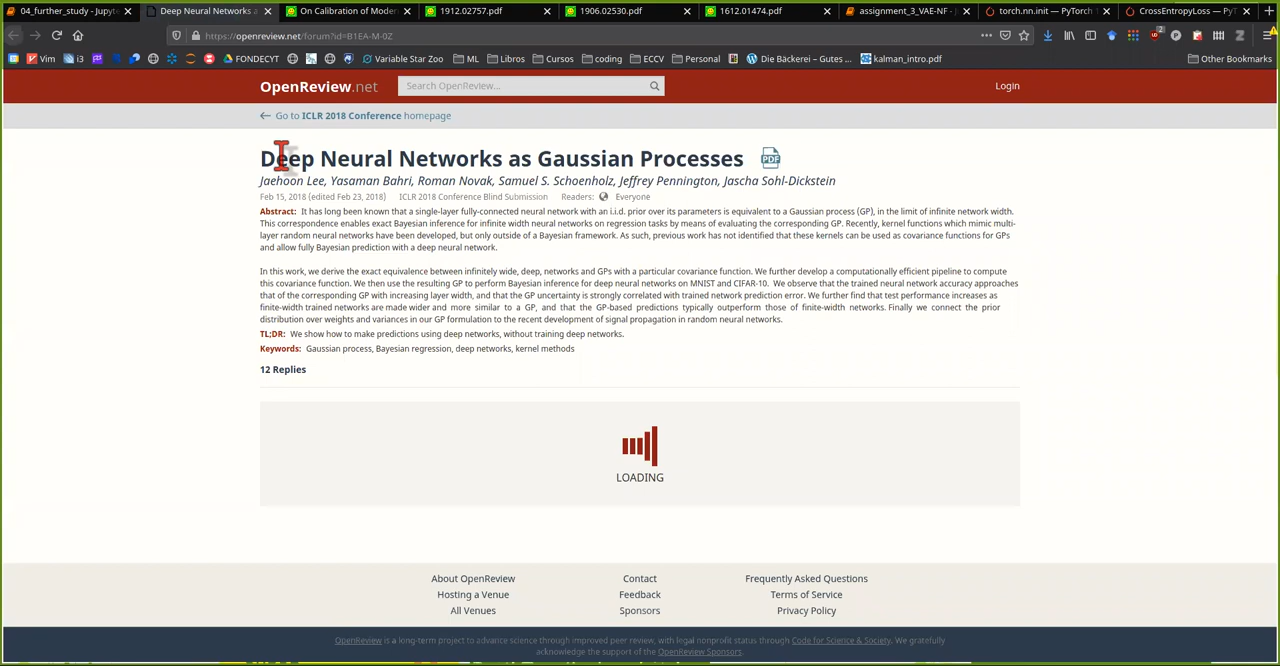 04_further_study - Jupyte
Deep Neural Networks a
On Calibration of Moder
1912.02757.pdf
1906.02530.pdf
1612.01474.pdf
assignment_3_VAE-NF - J
torch.nn.init — PyTorch
CrossEntropyLoss — PyT
https://openreview.net/forum?id=B1EA-M-0Z
Vim
i3
FONDECYT
Variable Star Zoo
ML
Libros
Cursos
coding
ECCV
Personal
Die Bäckerei – Gutes ...
kalman_intro.pdf
Other Bookmarks
OpenReview.net
Search OpenReview...
Login
Go to ICLR 2018 Conference homepage
Deep Neural Networks as Gaussian Processes
PDF
Jaehoon Lee, Yasaman Bahri, Roman Novak, Samuel S. Schoenholz, Jeffrey Pennington, Jascha Sohl-Dickstein
Feb 15, 2018 (edited Feb 23, 2018) ICLR 2018 Conference Blind Submission Readers: Everyone
Abstract: It has long been known that a single-layer fully-connected neural network with an i.i.d. prior over its parameters is equivalent to a Gaussian process (GP), in the limit of infinite network width.
This correspondence enables exact Bayesian inference for infinite width neural networks on regression tasks by means of evaluating the corresponding GP. Recently, kernel functions which mimic multi-
layer random neural networks have been developed, but only outside of a Bayesian framework. As such, previous work has not identified that these kernels can be used as covariance functions for GPs
and allow fully Bayesian prediction with a deep neural network.
In this work, we derive the exact equivalence between infinitely wide, deep, networks and GPs with a particular covariance function. We further develop a computationally efficient pipeline to compute
this covariance function. We then use the resulting GP to perform Bayesian inference for deep neural networks on MNIST and CIFAR-10. We observe that the trained neural network accuracy approaches
that of the corresponding GP with increasing layer width, and that the GP uncertainty is strongly correlated with trained network prediction error. We further find that test performance increases as
finite-width trained networks are made wider and more similar to a GP, and that the GP-based predictions typically outperform those of finite-width networks. Finally we connect the prior
distribution over weights and variances in our GP formulation to the recent development of signal propagation in random neural networks.
TL;DR: We show how to make predictions using deep networks, without training deep networks.
Keywords: Gaussian process, Bayesian regression, deep networks, kernel methods
12 Replies
LOADING
About OpenReview
Contact
Frequently Asked Questions
Hosting a Venue
Feedback
Terms of Service
All Venues
Sponsors
Privacy Policy
OpenReview is a long-term project to advance science through improved peer review, with legal nonprofit status through Code for Science & Society. We gratefully
acknowledge the support of the OpenReview Sponsors.